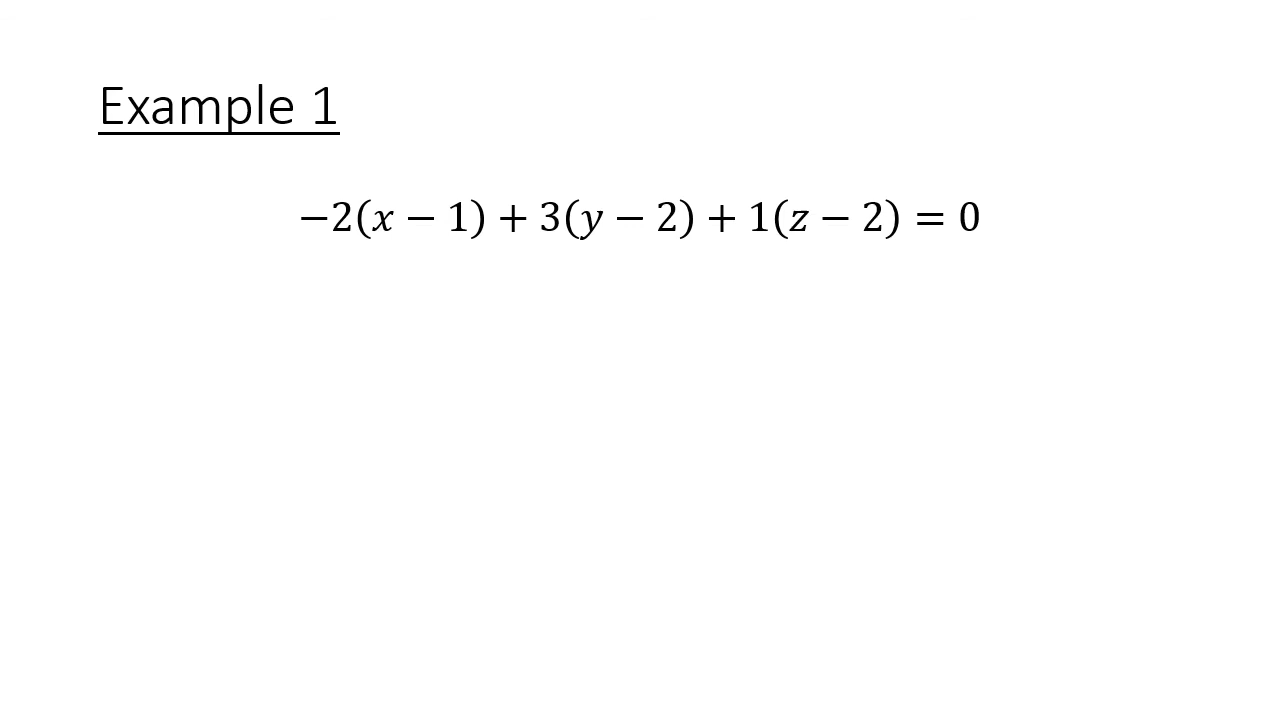 Example 1
−2(x − 1) + 3(y − 2) + 1(z − 2) = 0